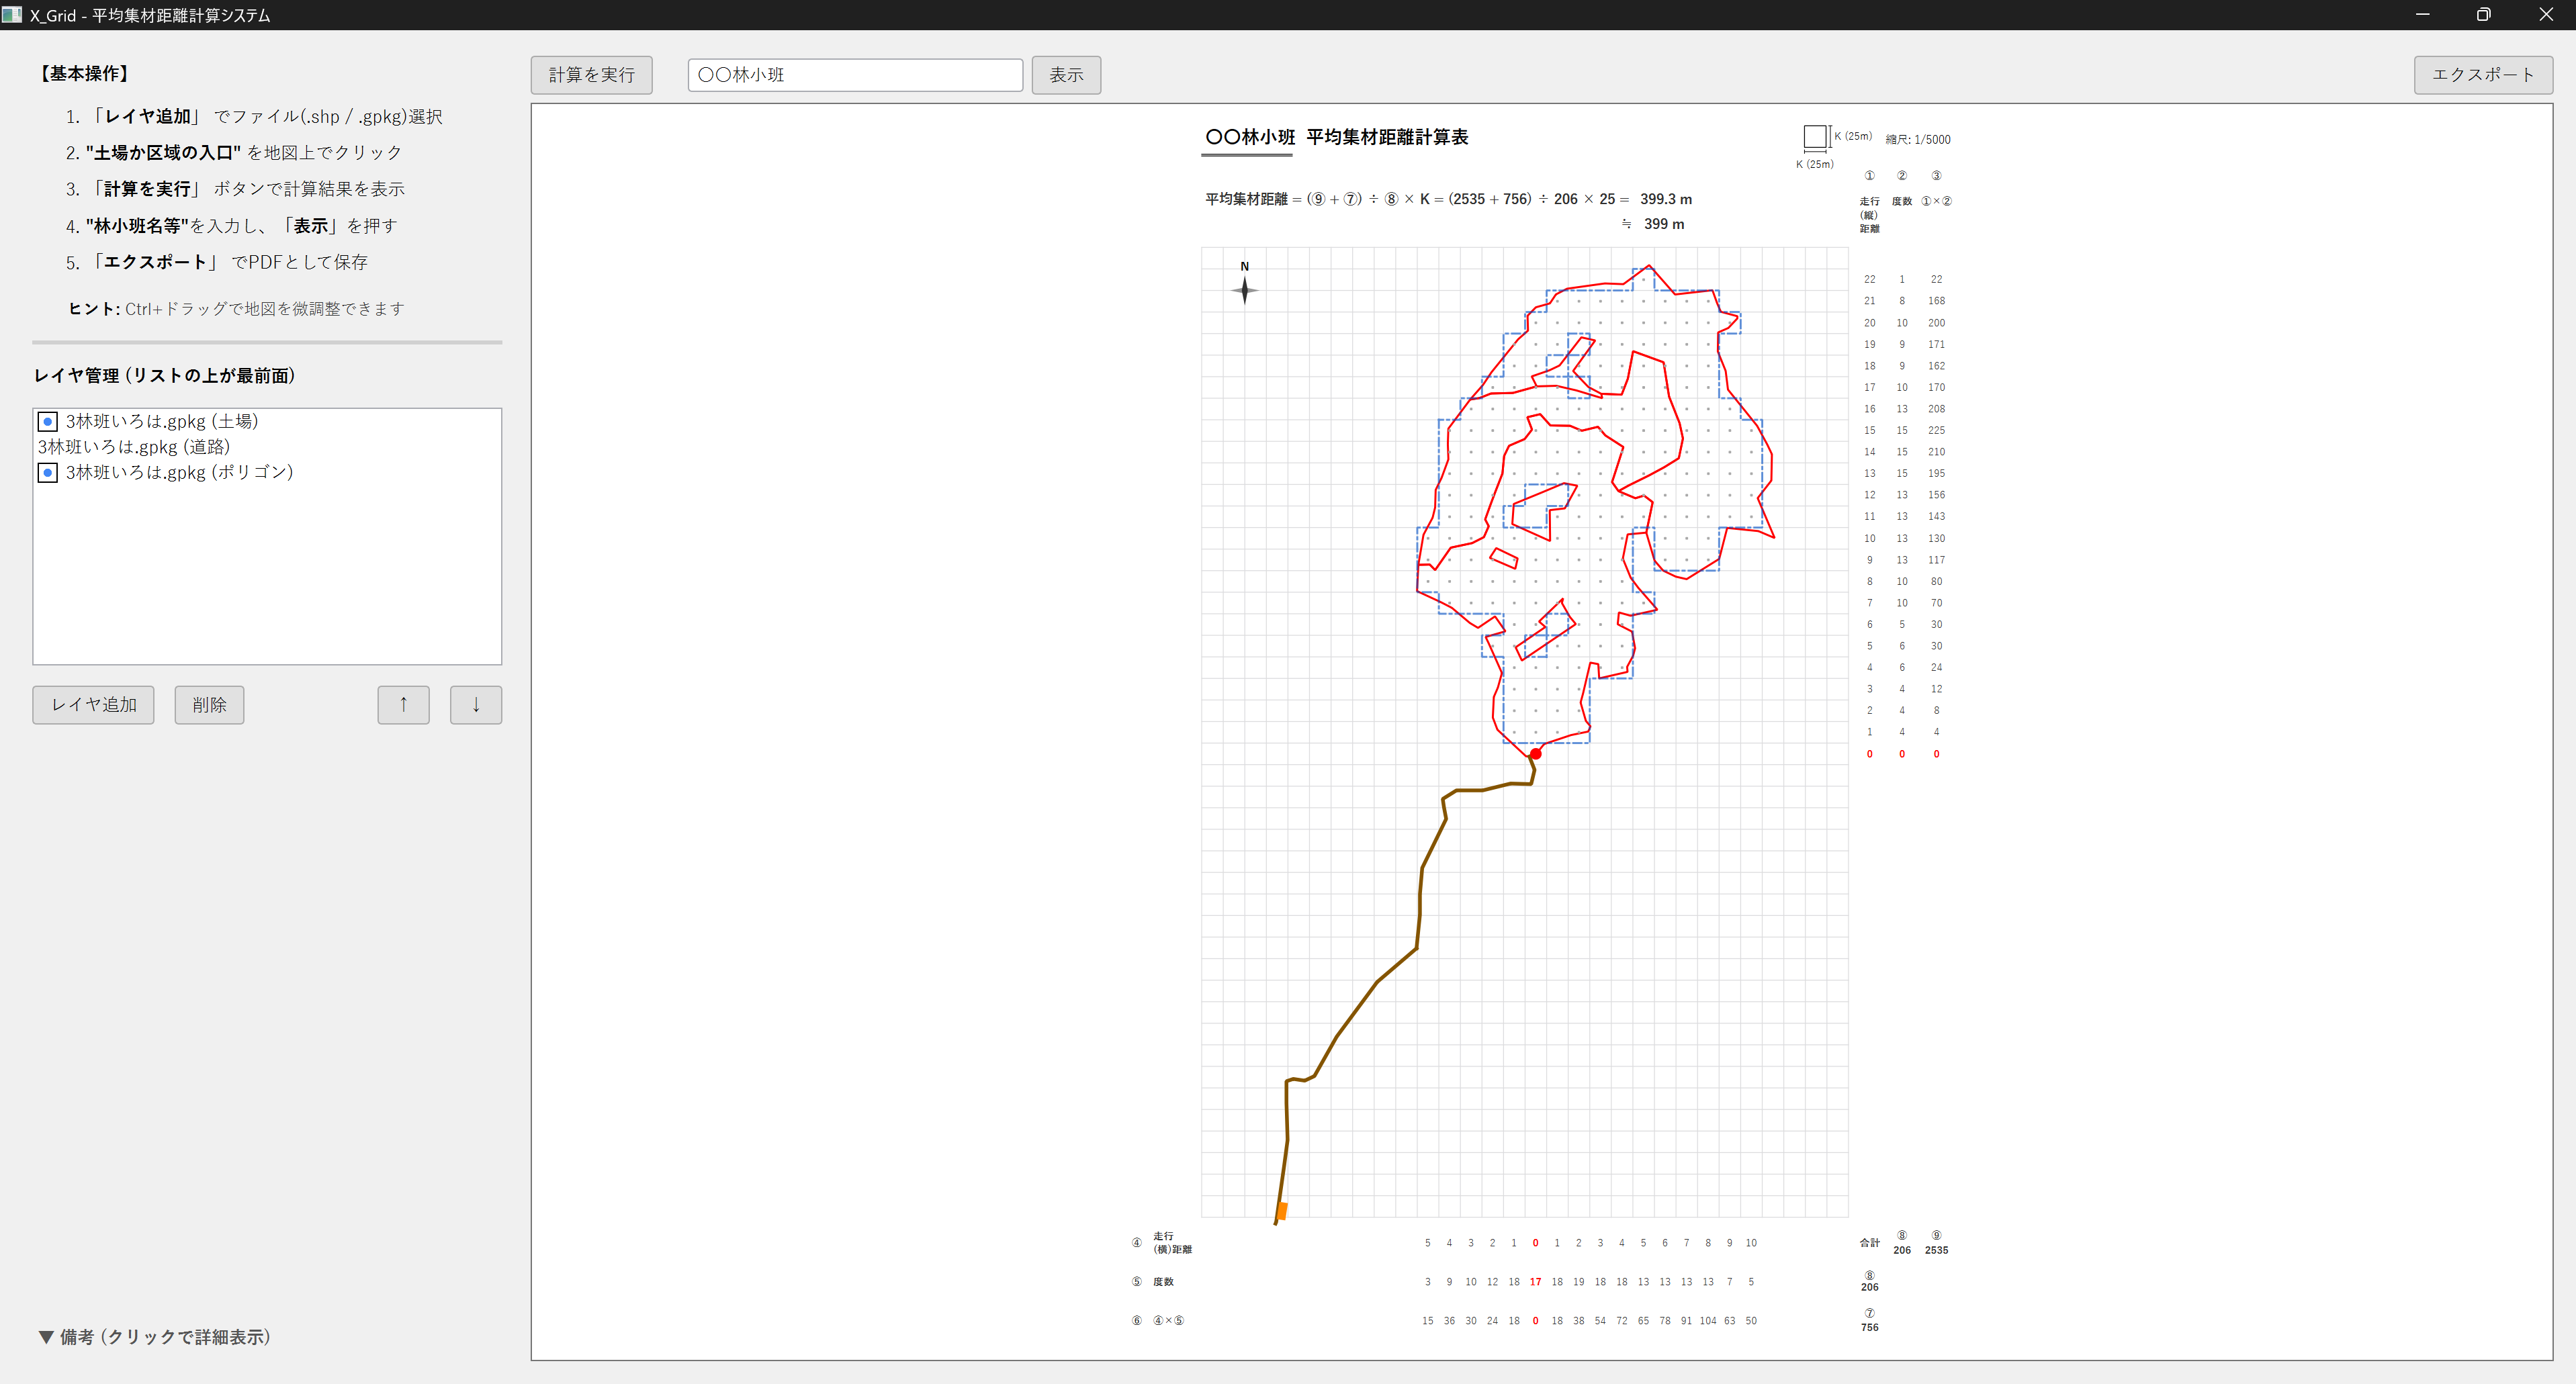 X_Grid - 平均集材距離計算システム
【基本操作】
1. 「レイヤ追加」 でファイル(.shp / .gpkg)選択
2. "土場か区域の入口" を地図上でクリック
3. 「計算を実行」 ボタンで計算結果を表示
4. "林小班名等"を入力し、「表示」を押す
5. 「エクスポート」 でPDFとして保存
ヒント: Ctrl+ドラッグで地図を微調整できます
レイヤ管理 (リストの上が最前面)
3林班いろは.gpkg (土場)
3林班いろは.gpkg (道路)
3林班いろは.gpkg (ポリゴン)
レイヤ追加 削除 ↑ ↓
▼ 備考 (クリックで詳細表示)
計算を実行 〇〇林小班 表示 エクスポート
〇〇林小班 平均集材距離計算表
K (25m) 縮尺: 1/5000
K (25m)
平均集材距離 = (⑨ + ⑦) ÷ ⑧ × K = (2535 + 756) ÷ 206 × 25 = 399.3 m
≒ 399 m
① ② ③
走行(縦)距離 度数 ①×②
N
22 1 22
21 8 168
20 10 200
19 9 171
18 9 162
17 10 170
16 13 208
15 15 225
14 15 210
13 15 195
12 13 156
11 13 143
10 13 130
9 13 117
8 10 80
7 10 70
6 5 30
5 6 30
4 6 24
3 4 12
2 4 8
1 4 4
0 0 0
④ 走行(横)距離 5 4 3 2 1 0 1 2 3 4 5 6 7 8 9 10 合計 ⑧ 206 ⑨ 2535
⑤ 度数 3 9 10 12 18 17 18 19 18 18 13 13 13 13 7 5 ⑧ 206
⑥ ④×⑤ 15 36 30 24 18 0 18 38 54 72 65 78 91 104 63 50 ⑦ 756